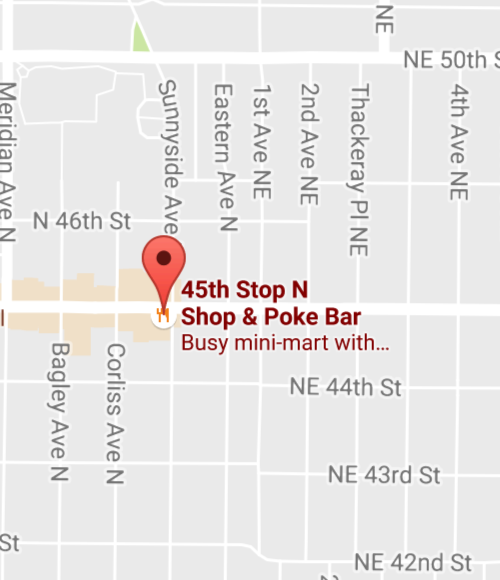 NE
NE 50th S
Meridian Ave N
Sunnyside Ave
Eastern Ave N
1st Ave NE
2nd Ave NE
Thackeray Pl NE
4th Ave NE
N 46th St
45th Stop N
Shop & Poke Bar
Busy mini-mart with...
Bagley Ave N
Corliss Ave N
NE 44th St
NE 43rd St
St
NE 42nd St